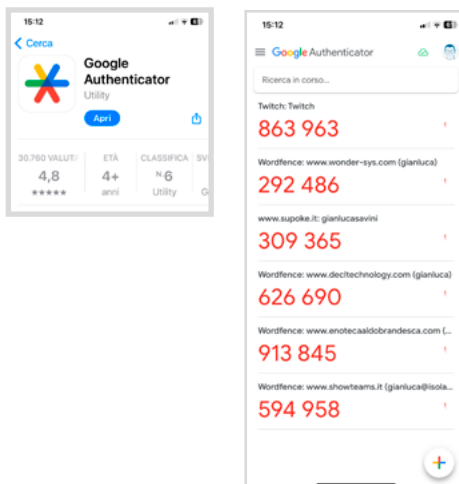 15:12
Cerca
Google
Authenticator
Utility
Apri
30.760 VALUT
ETÀ
CLASSIFICA
4,8
4+
N.6
★★★★★
anni
Utility
15:12
Google Authenticator
Ricerca in corso...
Twitch: Twitch
863 963
Wordfence: www.wonder-sys.com (gianluca)
292 486
www.supoke.it: gianlucasavini
309 365
Wordfence: www.decltechnology.com (gianluca)
626 690
Wordfence: www.enotecaaldobrandesca.com (...
913 845
Wordfence: www.showteams.it (gianluca@isola...
594 958